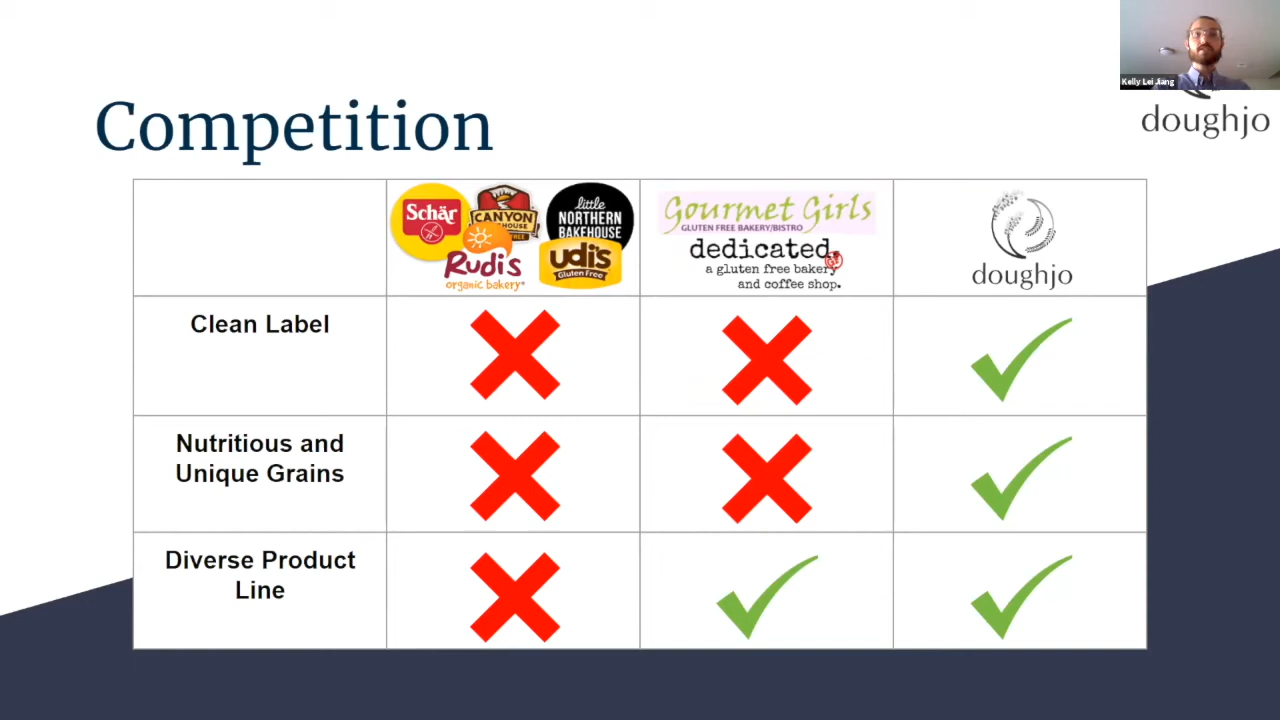 Kelly Lei Jiang
doughjo
Competition
Schär
CANYON
little
NORTHERN
BAKEHOUSE
Rudi's
organic bakery
udi's
Gluten Free
Gourmet Girls
GLUTEN FREE BAKERY/BISTRO
dedicated
a gluten free bakery
and coffee shop.
doughjo
Clean Label
Nutritious and
Unique Grains
Diverse Product
Line